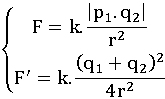 F = k. |p₁. q₂| / r²
F' = k. (q₁ + q₂)² / 4r²